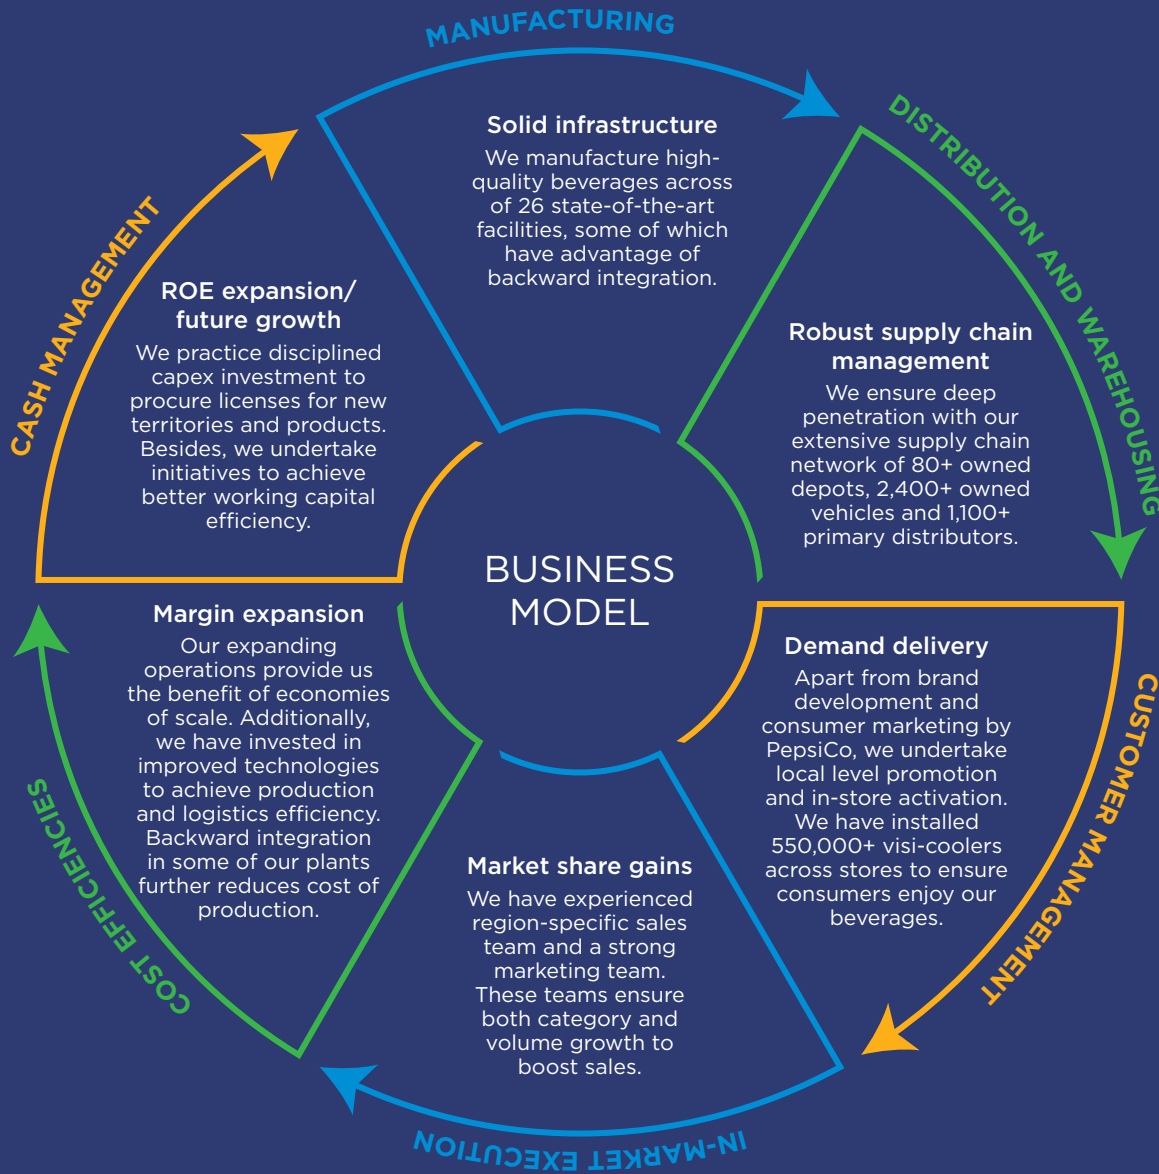 MANUFACTURING
Solid infrastructure
We manufacture high-
quality beverages across
of 26 state-of-the-art
facilities, some of which
have advantage of
backward integration.
DISTRIBUTION AND WAREHOUSING
Robust supply chain
management
We ensure deep
penetration with our
extensive supply chain
network of 80+ owned
depots, 2,400+ owned
vehicles and 1,100+
primary distributors.
CUSTOMER MANAGEMENT
Demand delivery
Apart from brand
development and
consumer marketing by
PepsiCo, we undertake
local level promotion
and in-store activation.
We have installed
550,000+ visi-coolers
across stores to ensure
consumers enjoy our
beverages.
IN-MARKET EXECUTION
Market share gains
We have experienced
region-specific sales
team and a strong
marketing team.
These teams ensure
both category and
volume growth to
boost sales.
COST EFFICIENCIES
Margin expansion
Our expanding
operations provide us
the benefit of economies
of scale. Additionally,
we have invested in
improved technologies
to achieve production
and logistics efficiency.
Backward integration
in some of our plants
further reduces cost of
production.
CASH MANAGEMENT
ROE expansion/
future growth
We practice disciplined
capex investment to
procure licenses for new
territories and products.
Besides, we undertake
initiatives to achieve
better working capital
efficiency.
BUSINESS
MODEL